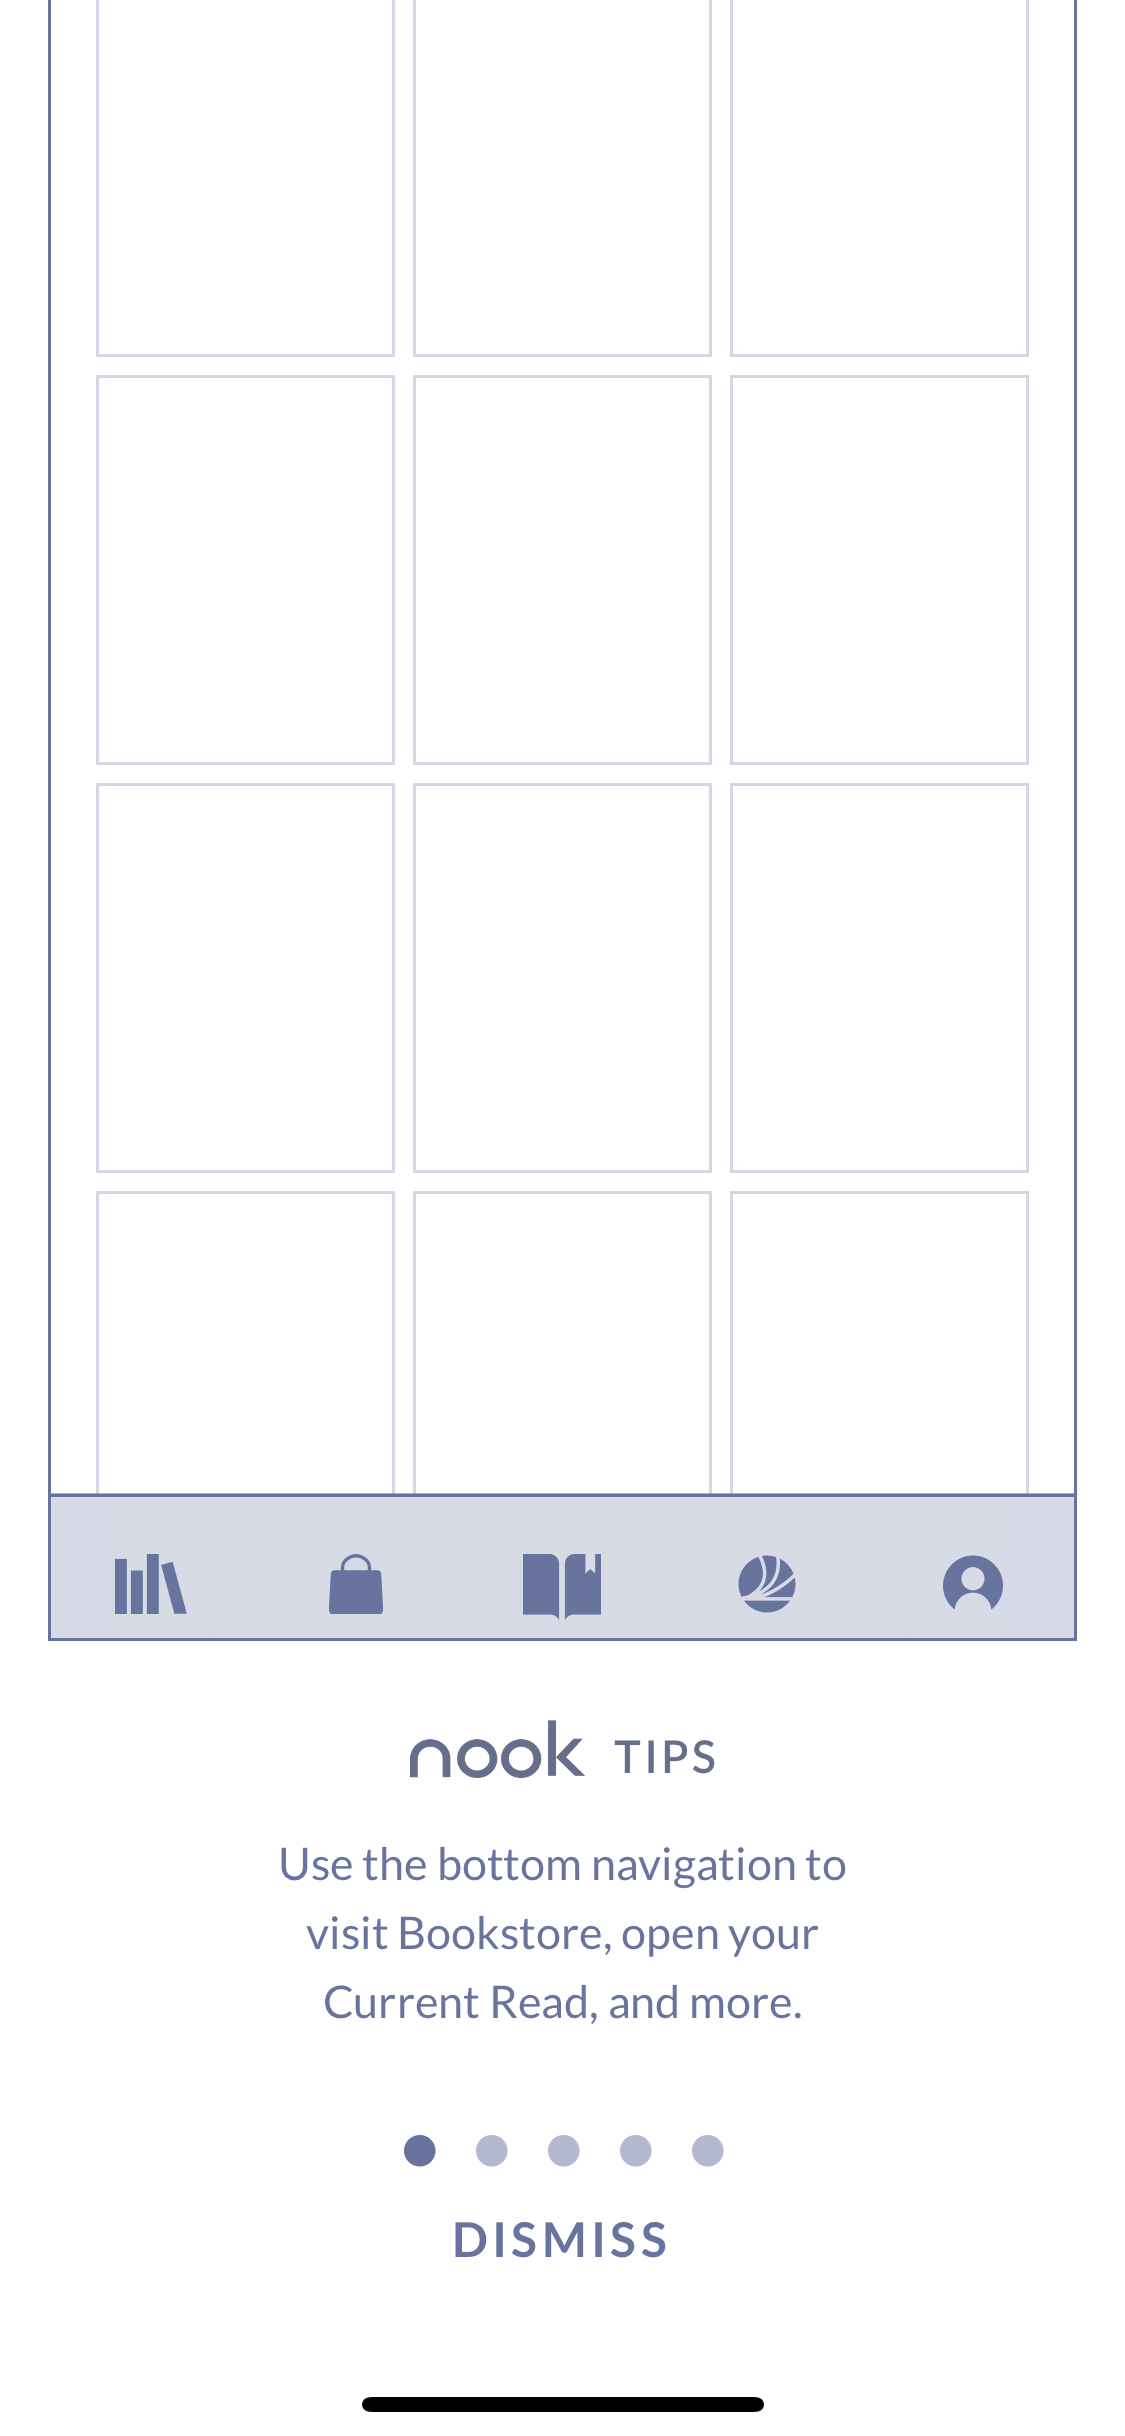 nook TIPS
Use the bottom navigation to
visit Bookstore, open your
Current Read, and more.
DISMISS